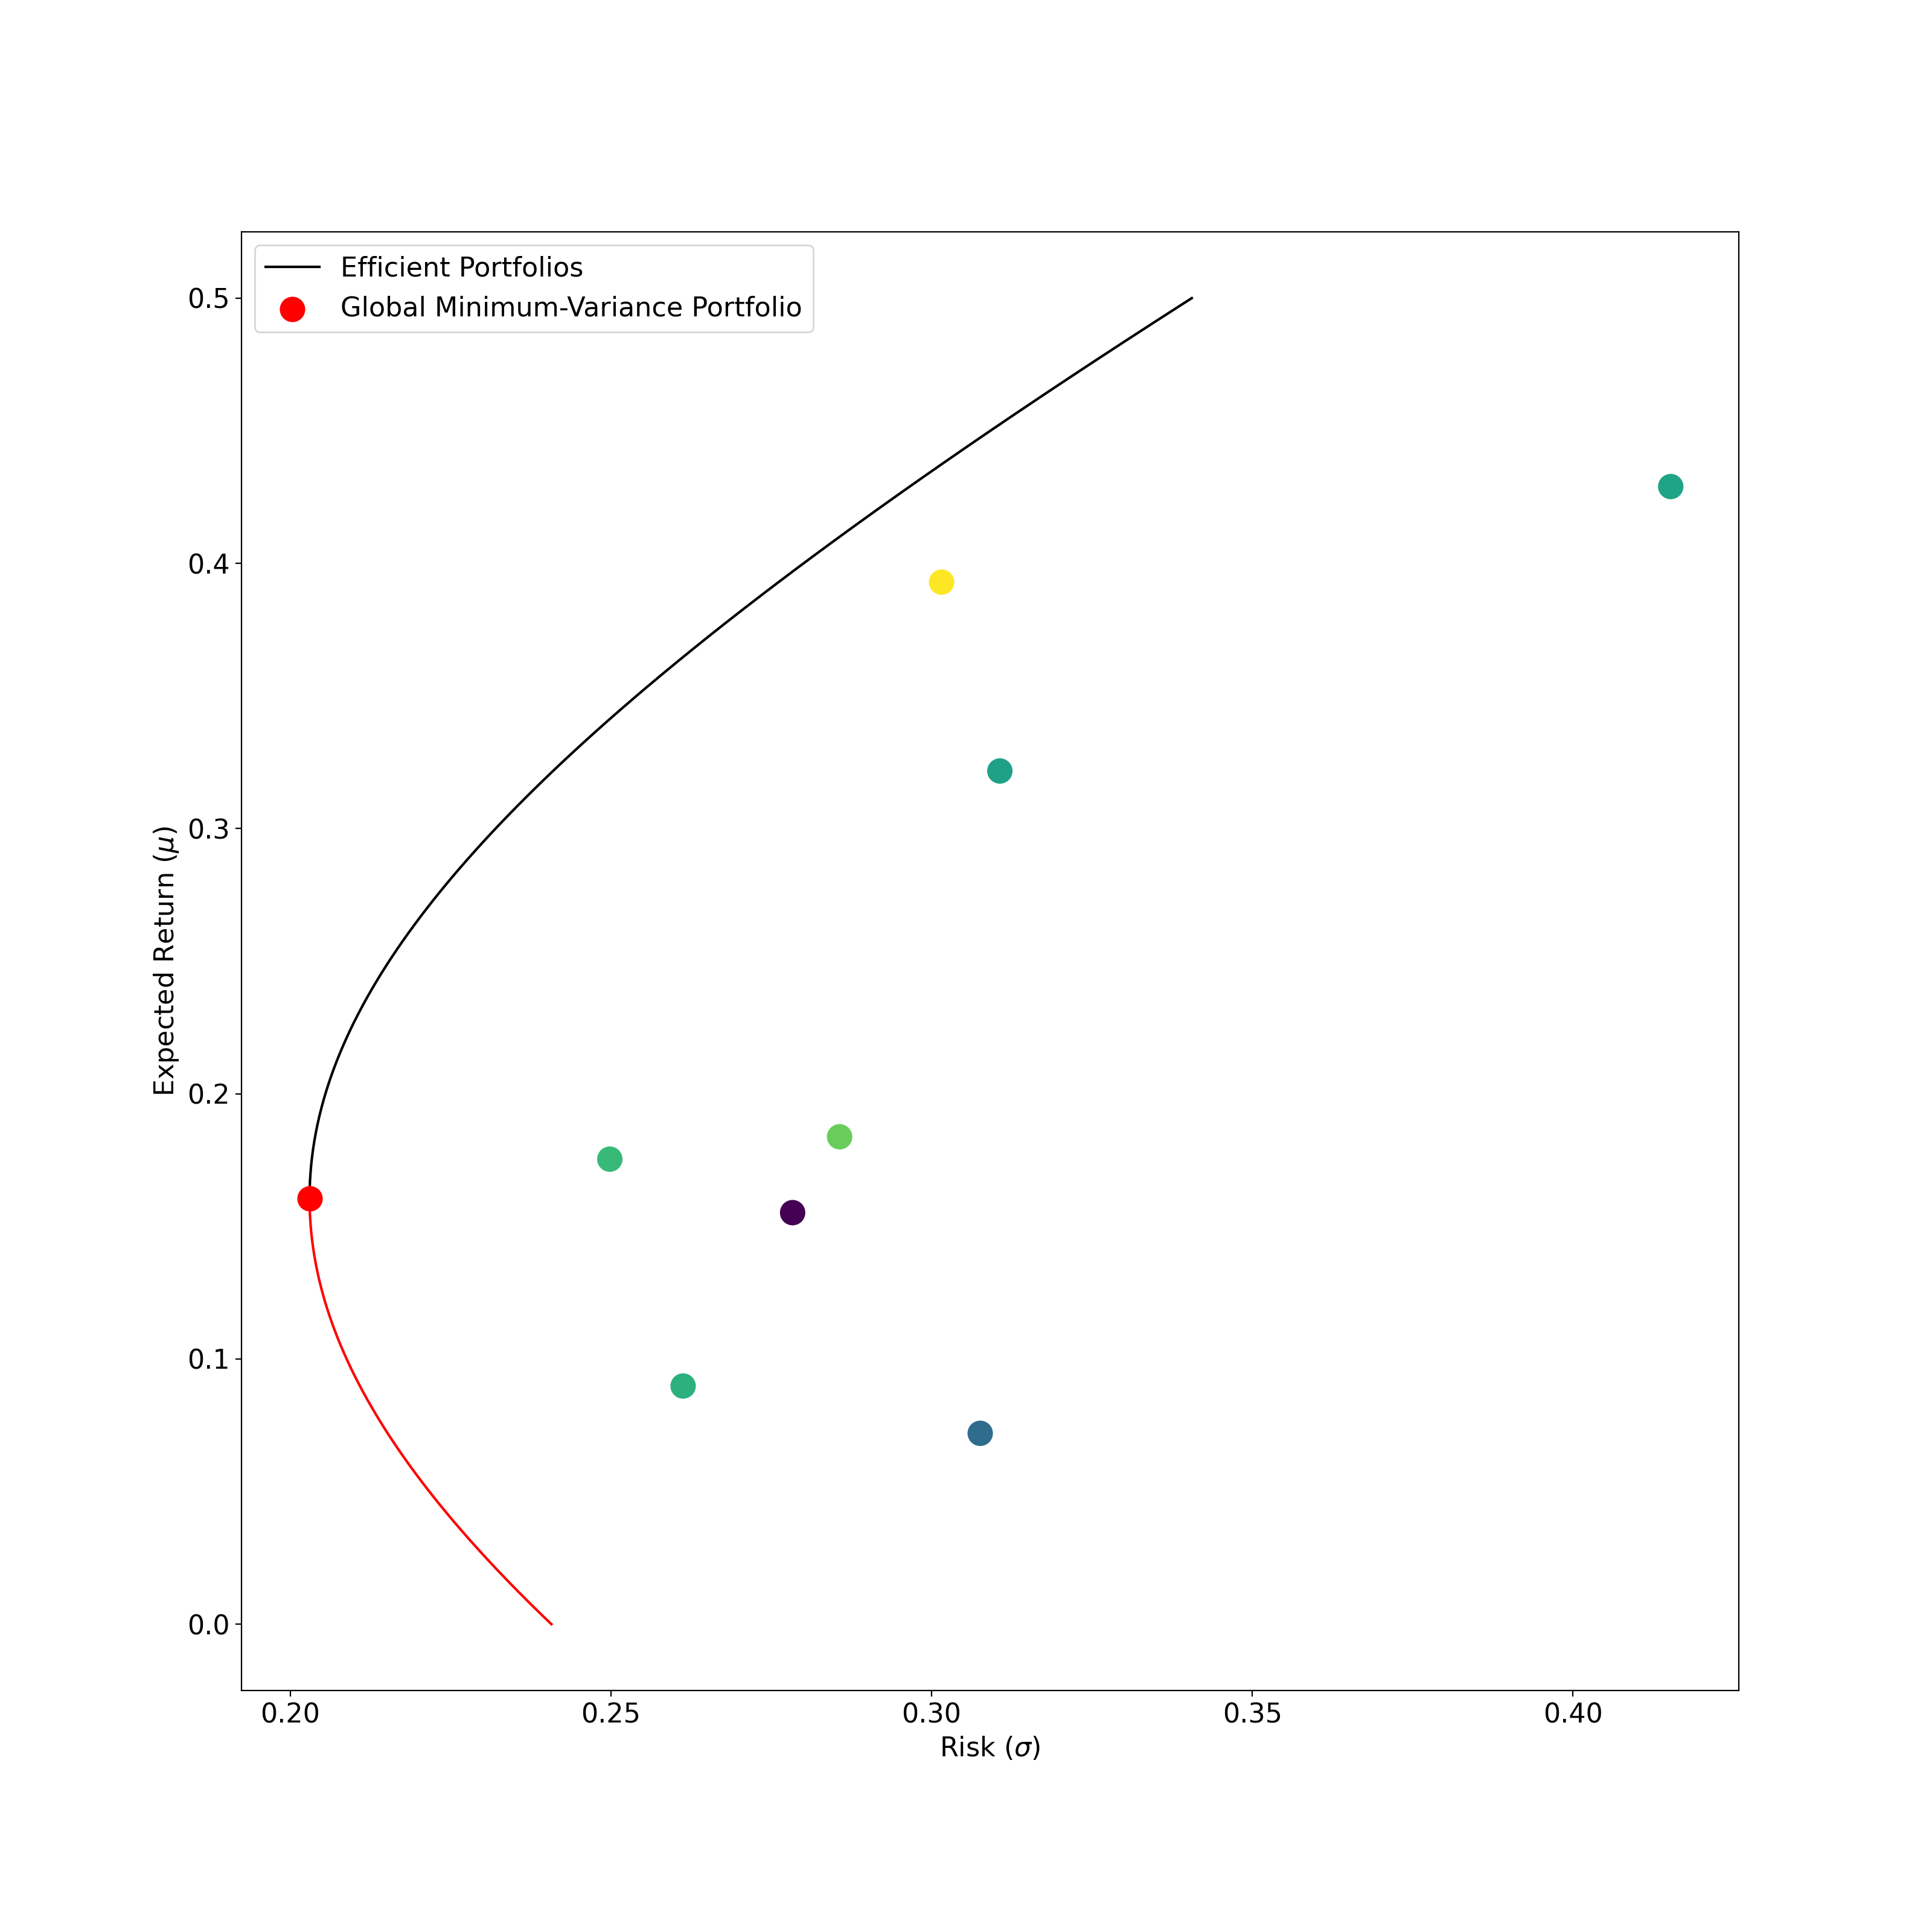 Efficient Portfolios
Global Minimum-Variance Portfolio
0.5
0.4
0.3
0.2
0.1
0.0
Expected Return (μ)
0.20 0.25 0.30 0.35 0.40
Risk (σ)